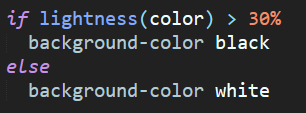 if lightness(color) > 30%
  background-color black
else
  background-color white